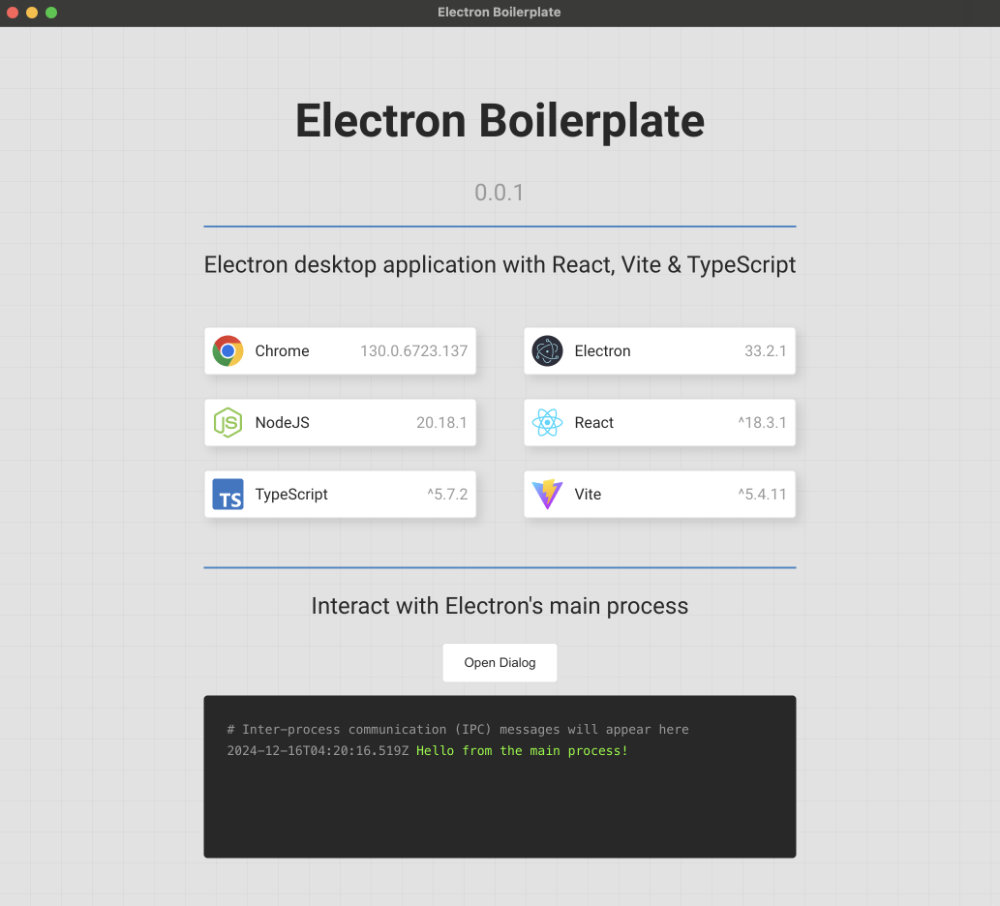 Electron Boilerplate
Electron Boilerplate
0.0.1
Electron desktop application with React, Vite & TypeScript
Chrome 130.0.6723.137
Electron 33.2.1
NodeJS 20.18.1
React ^18.3.1
TS TypeScript ^5.7.2
Vite ^5.4.11
Interact with Electron's main process
Open Dialog
# Inter-process communication (IPC) messages will appear here
2024-12-16T04:20:16.519Z Hello from the main process!